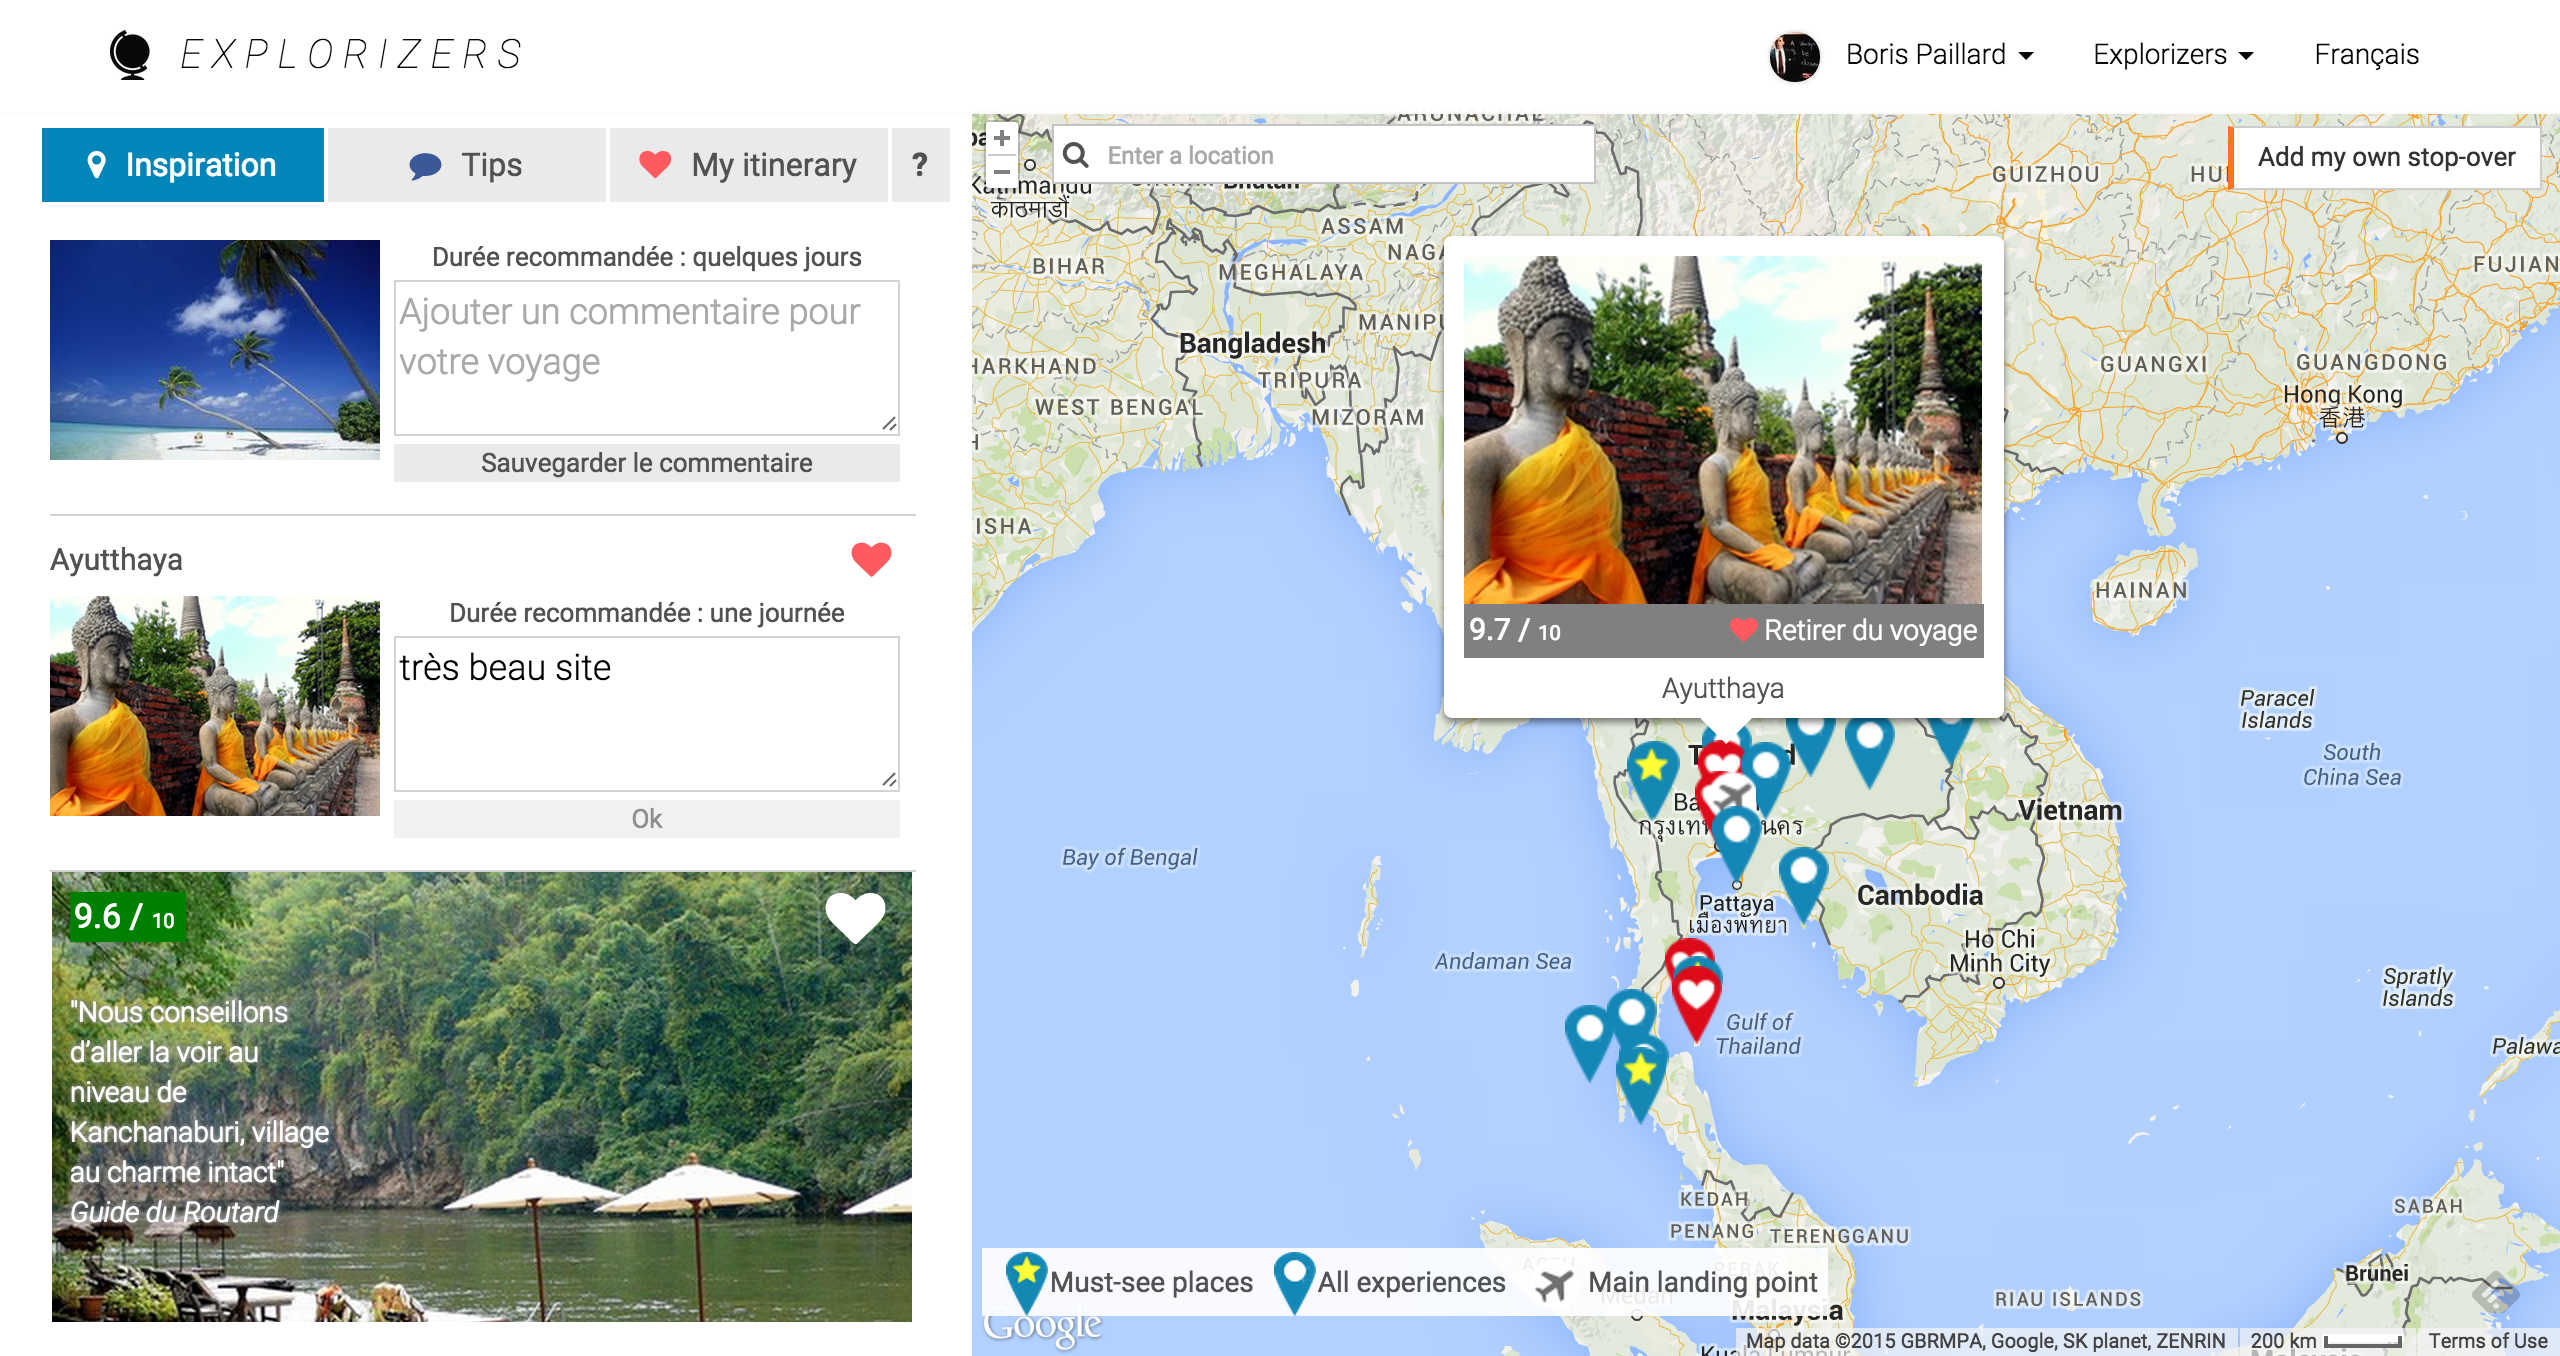 EXPLORIZERS
Boris Paillard
Explorizers
Français
Inspiration
Tips
My itinerary
?
Durée recommandée : quelques jours
Ajouter un commentaire pour
votre voyage
Sauvegarder le commentaire
Ayutthaya
Durée recommandée : une journée
très beau site
Ok
9.6 / 10
"Nous conseillons
d'aller la voir au
niveau de
Kanchanaburi, village
au charme intact"
Guide du Routard
+
−
Enter a location
Add my own stop-over
ARUNACHAL
Kathmandu
काठमाडौं
Bhutan
ASSAM
BIHAR
MEGHALAYA
GUIZHOU
FUJIAN
MANIPU
Bangladesh
HARKHAND
TRIPURA
WEST BENGAL
MIZORAM
GUANGXI
GUANGDONG
Hong Kong
香港
ISHA
HAINAN
9.7 / 10
Retirer du voyage
Ayutthaya
Paracel
Islands
South
China Sea
Vietnam
Bay of Bengal
Cambodia
Pattaya
เมืองพัทยา
Ho Chi
Minh City
Andaman Sea
Spratly
Islands
Gulf of
Thailand
Palawa
KEDAH
PENANG
TERENGGANU
SABAH
Must-see places
All experiences
Main landing point
PERAK
Medan
Malaysia
Brunei
RIAU ISLANDS
Google
Map data ©2015 GBRMPA, Google, SK planet, ZENRIN
200 km
Terms of Use